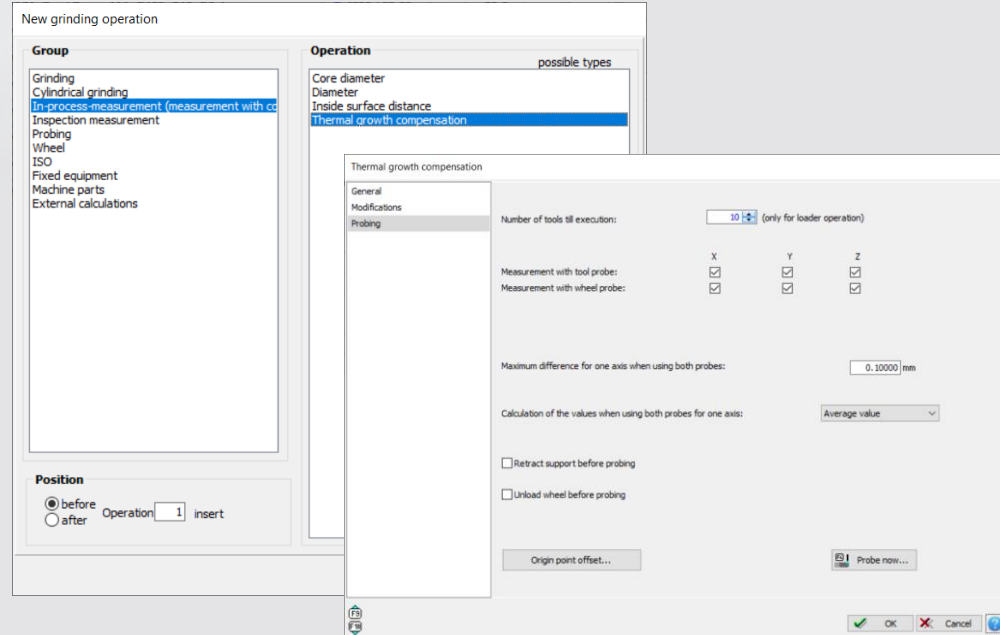 New grinding operation
Group
Grinding
Cylindrical grinding
In-process-measurement (measurement with co
Inspection measurement
Probing
Wheel
ISO
Fixed equipment
Machine parts
External calculations
Position
before
after
Operation 1 insert
Operation
possible types
Core diameter
Diameter
Inside surface distance
Thermal growth compensation
Thermal growth compensation
General
Modifications
Probing
Number of tools till execution: 10 (only for loader operation)
X Y Z
Measurement with tool probe:
Measurement with wheel probe:
Maximum difference for one axis when using both probes: 0.10000 mm
Calculation of the values when using both probes for one axis: Average value
Retract support before probing
Unload wheel before probing
Origin point offset... Probe now...
F9
F10
OK Cancel ?